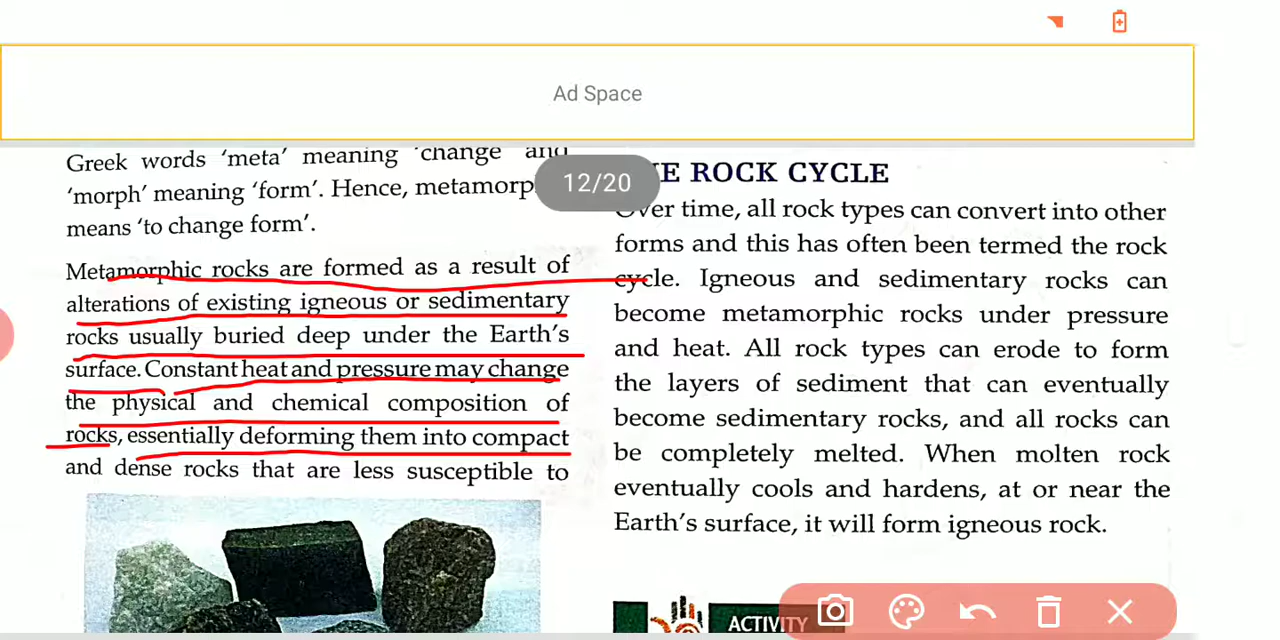 Ad Space
12/20
Greek words 'meta' meaning 'change and
'morph' meaning 'form'. Hence, metamorp
means 'to change form'.
Metamorphic rocks are formed as a result of
alterations of existing igneous or sedimentary
rocks usually buried deep under the Earth's
surface. Constant heat and pressure may change
the physical and chemical composition of
rocks, essentially deforming them into compact
and dense rocks that are less susceptible to
E ROCK CYCLE
Over time, all rock types can convert into other
forms and this has often been termed the rock
cycle. Igneous and sedimentary rocks can
become metamorphic rocks under pressure
and heat. All rock types can erode to form
the layers of sediment that can eventually
become sedimentary rocks, and all rocks can
be completely melted. When molten rock
eventually cools and hardens, at or near the
Earth's surface, it will form igneous rock.
ACTIVITY